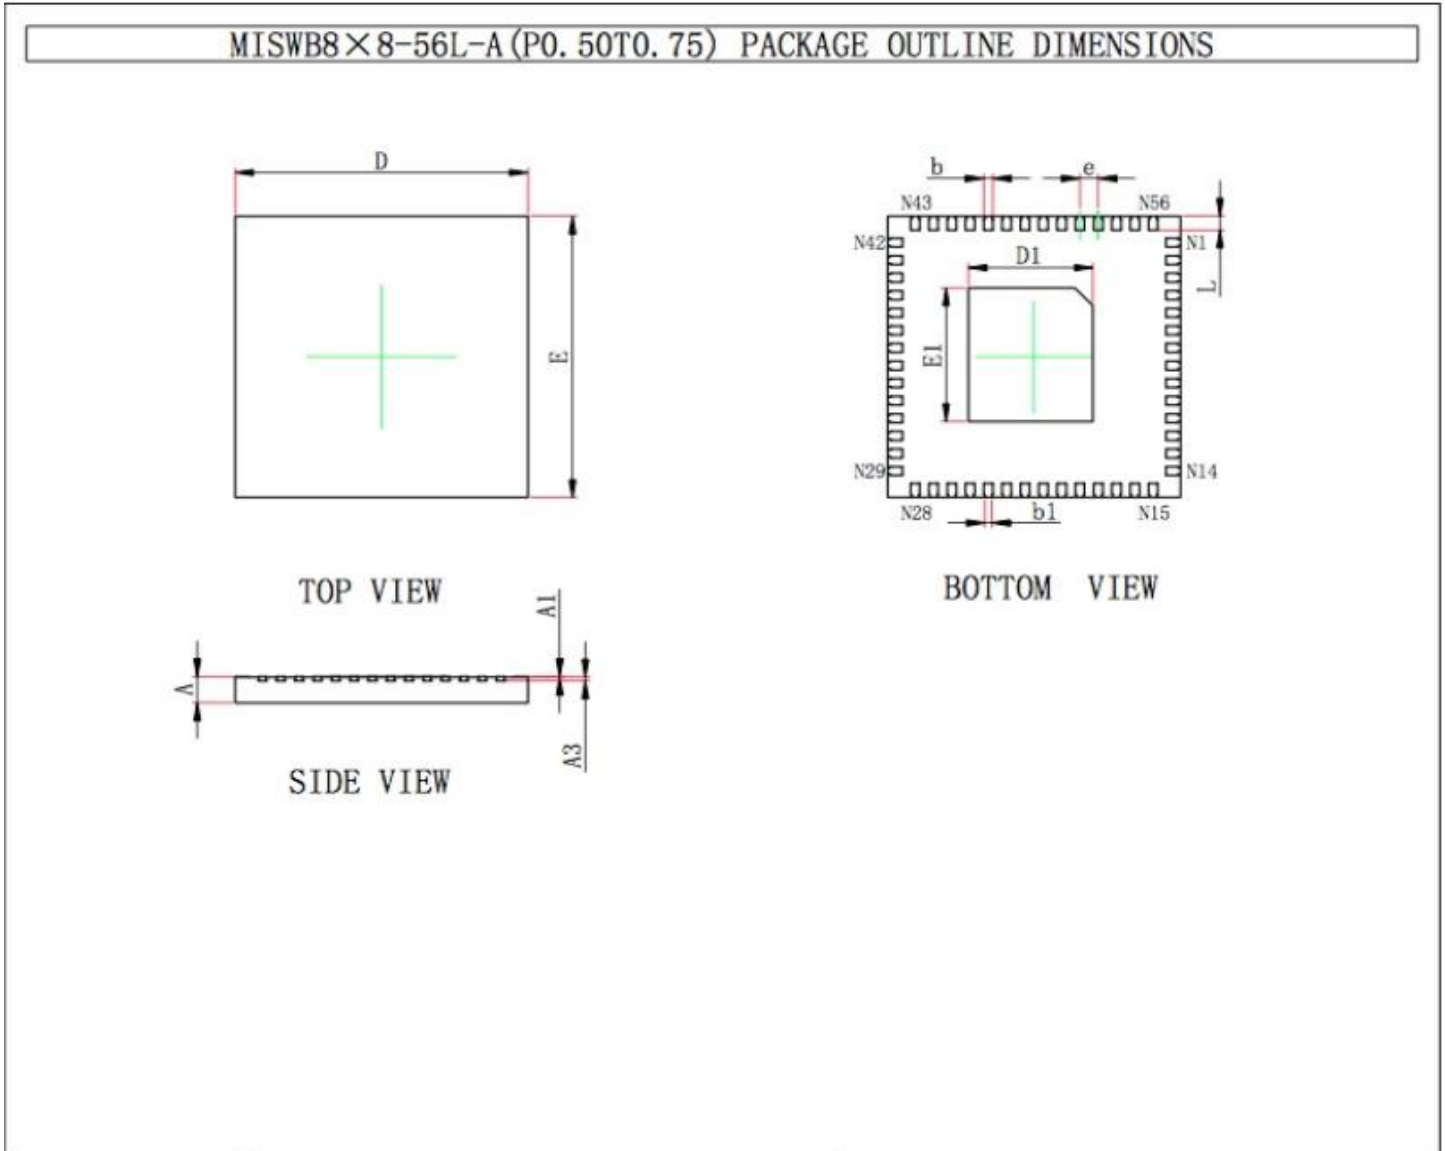 MISWB8×8-56L-A(P0.50T0.75) PACKAGE OUTLINE DIMENSIONS
D
E
TOP VIEW
b
e
N43
N56
N42
N1
D1
L
E1
N29
N14
N28
b1
N15
BOTTOM VIEW
A1
A
A3
SIDE VIEW